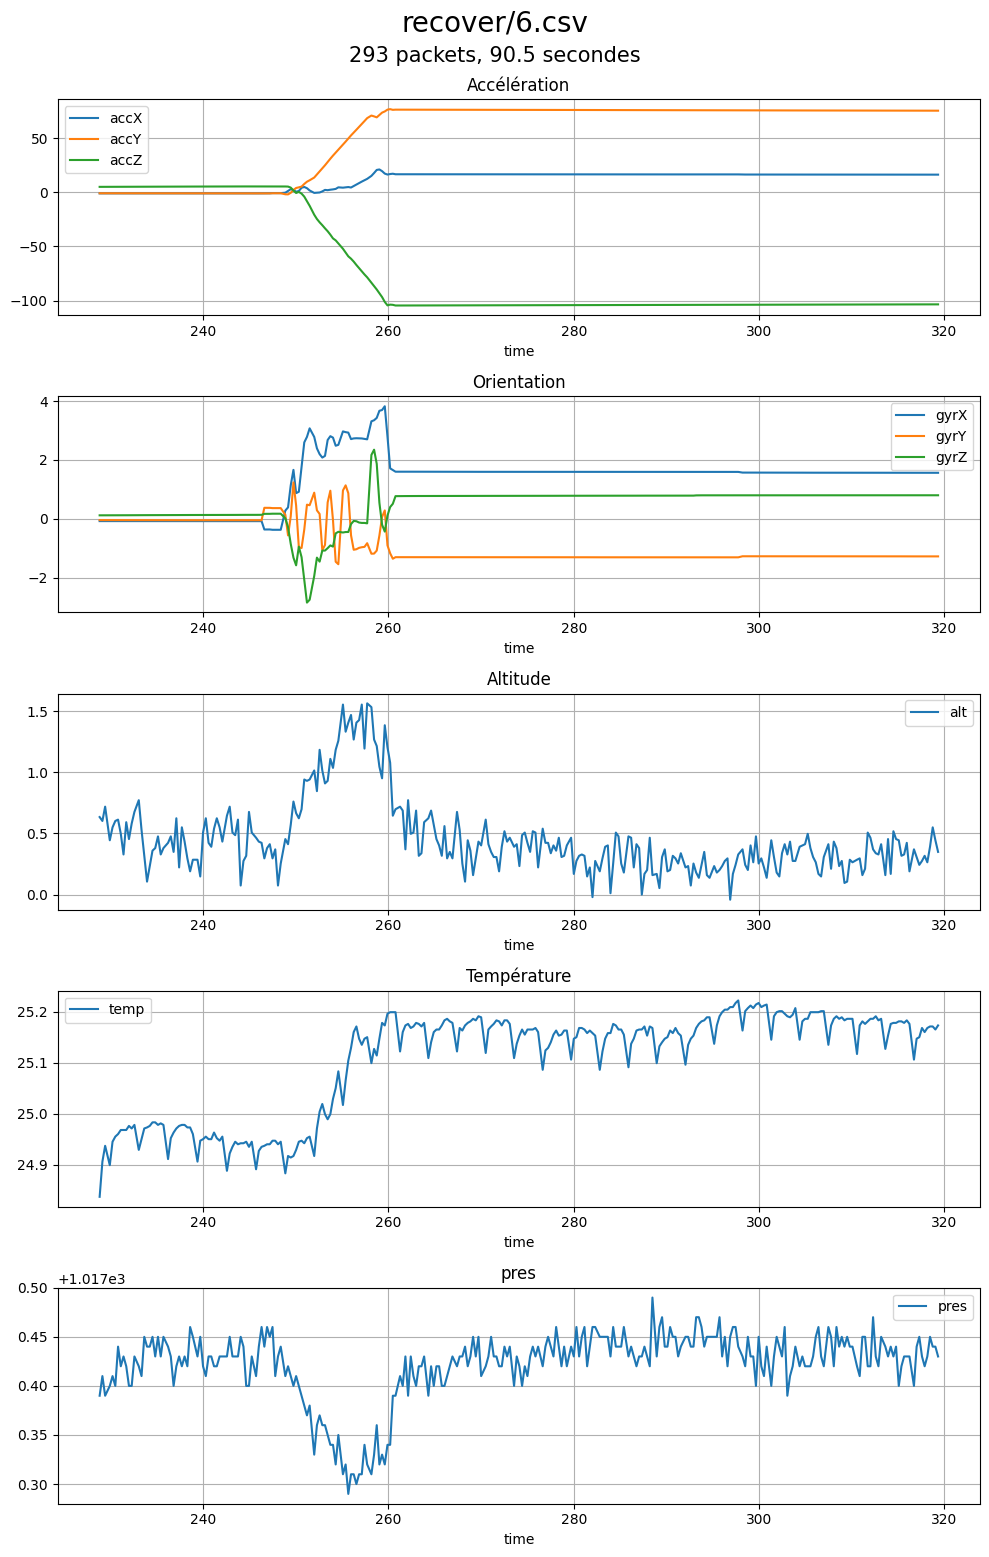 recover/6.csv
293 packets, 90.5 secondes
Accélération
accX
accY
accZ
50
0
−50
−100
240 260 280 300 320
time
Orientation
gyrX
gyrY
gyrZ
4
2
0
−2
240 260 280 300 320
time
Altitude
alt
1.5
1.0
0.5
0.0
240 260 280 300 320
time
Température
temp
25.2
25.1
25.0
24.9
240 260 280 300 320
time
pres
+1.017e3
pres
0.50
0.45
0.40
0.35
0.30
240 260 280 300 320
time